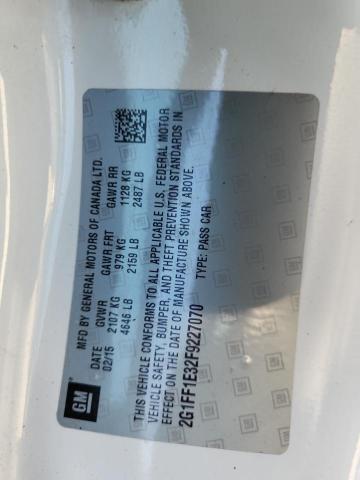 GM
MFD BY GENERAL MOTORS OF CANADA LTD.
DATE GVWR GAWR FRT GAWR RR
02/15 2107 KG 979 KG 1128 KG
4646 LB 2159 LB 2487 LB
THIS VEHICLE CONFORMS TO ALL APPLICABLE U.S. FEDERAL MOTOR
VEHICLE SAFETY, BUMPER, AND THEFT PREVENTION STANDARDS IN
EFFECT ON THE DATE OF MANUFACTURE SHOWN ABOVE.
2G1FF1E32F9227070 TYPE: PASS CAR